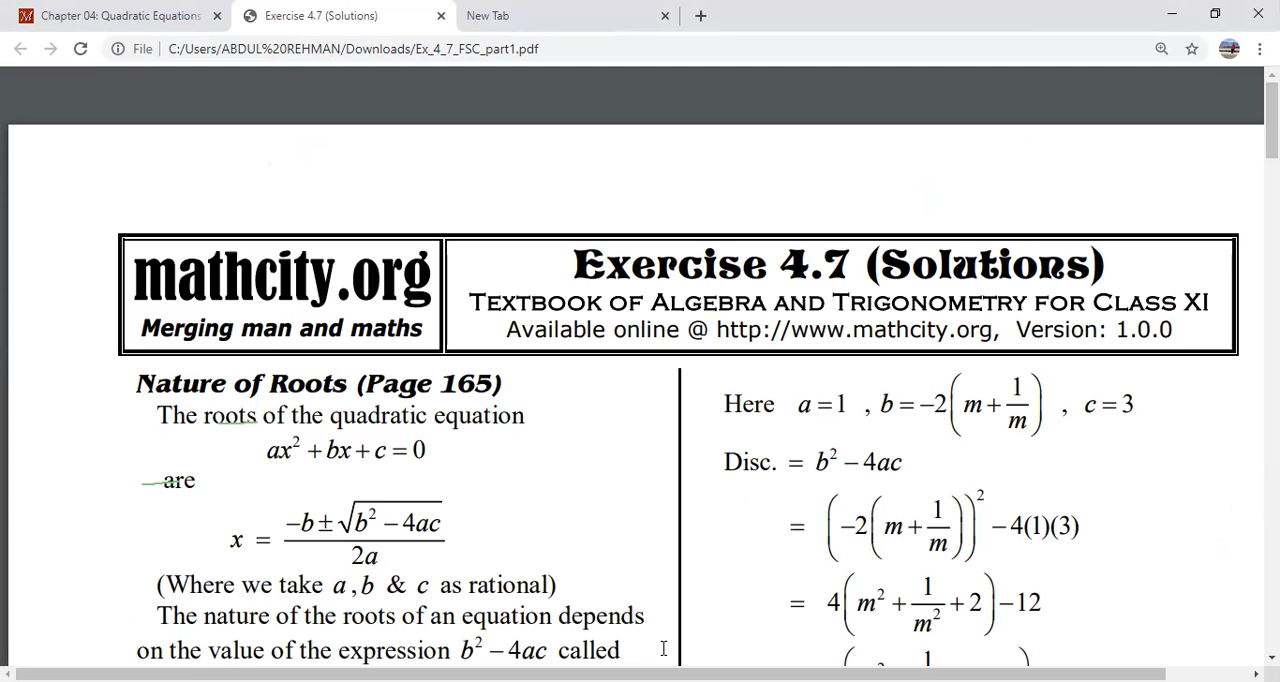 Chapter 04: Quadratic Equations
Exercise 4.7 (Solutions)
New Tab
File
C:/Users/ABDUL%20REHMAN/Downloads/Ex_4_7_FSC_part1.pdf
mathcity.org
Merging man and maths
Exercise 4.7 (Solutions)
TEXTBOOK OF ALGEBRA AND TRIGONOMETRY FOR CLASS XI
Available online @ http://www.mathcity.org, Version: 1.0.0
Nature of Roots (Page 165)
The roots of the quadratic equation
ax² + bx + c = 0
are
x = (−b ± √(b² − 4ac)) / 2a
(Where we take a, b & c as rational)
The nature of the roots of an equation depends
on the value of the expression b² − 4ac called
Here a = 1 , b = −2(m + 1/m) , c = 3
Disc. = b² − 4ac
= (−2(m + 1/m))² − 4(1)(3)
= 4(m² + 1/m² + 2) − 12